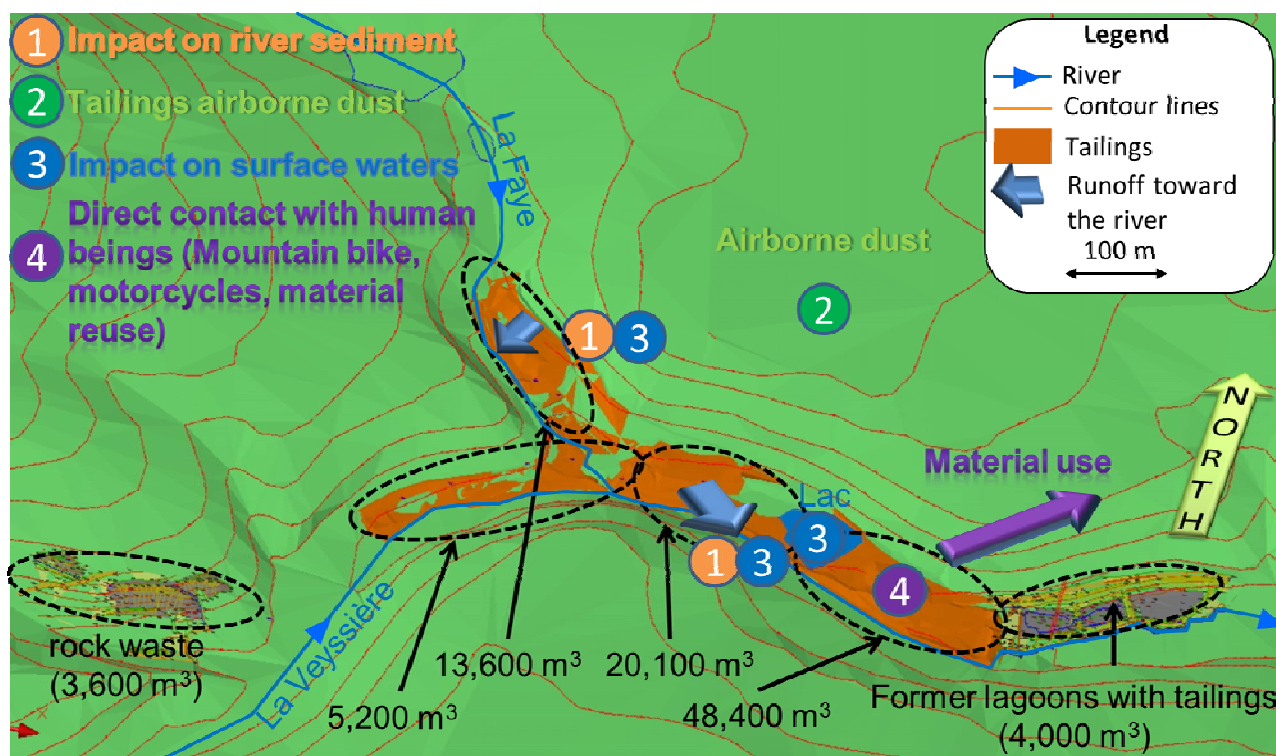 1 Impact on river sediment
2 Tailings airborne dust
3 Impact on surface waters
4 Direct contact with human
beings (Mountain bike,
motorcycles, material
reuse)
Legend
River
Contour lines
Tailings
Runoff toward
the river
100 m
La Faye
Airborne dust
2
1 3
NORTH
Material use
Lac
3
1 3
4
La Veyssière
rock waste
(3,600 m³)
5,200 m³
13,600 m³
20,100 m³
48,400 m³
Former lagoons with tailings
(4,000 m³)
x